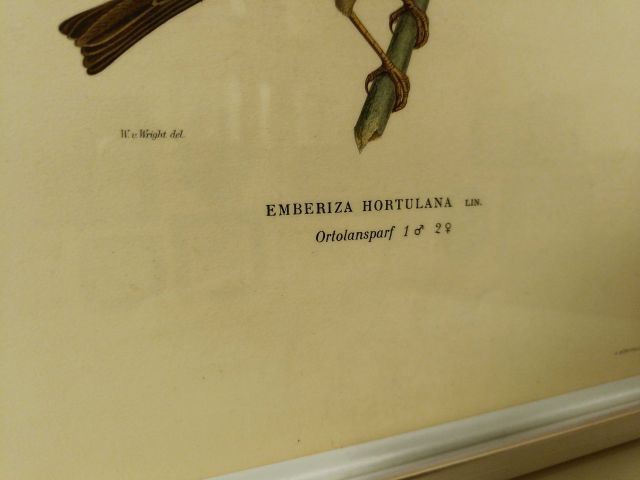 W. v. Wright. del.
EMBERIZA HORTULANA LIN.
Ortolansparf 1 ♂ 2 ♀